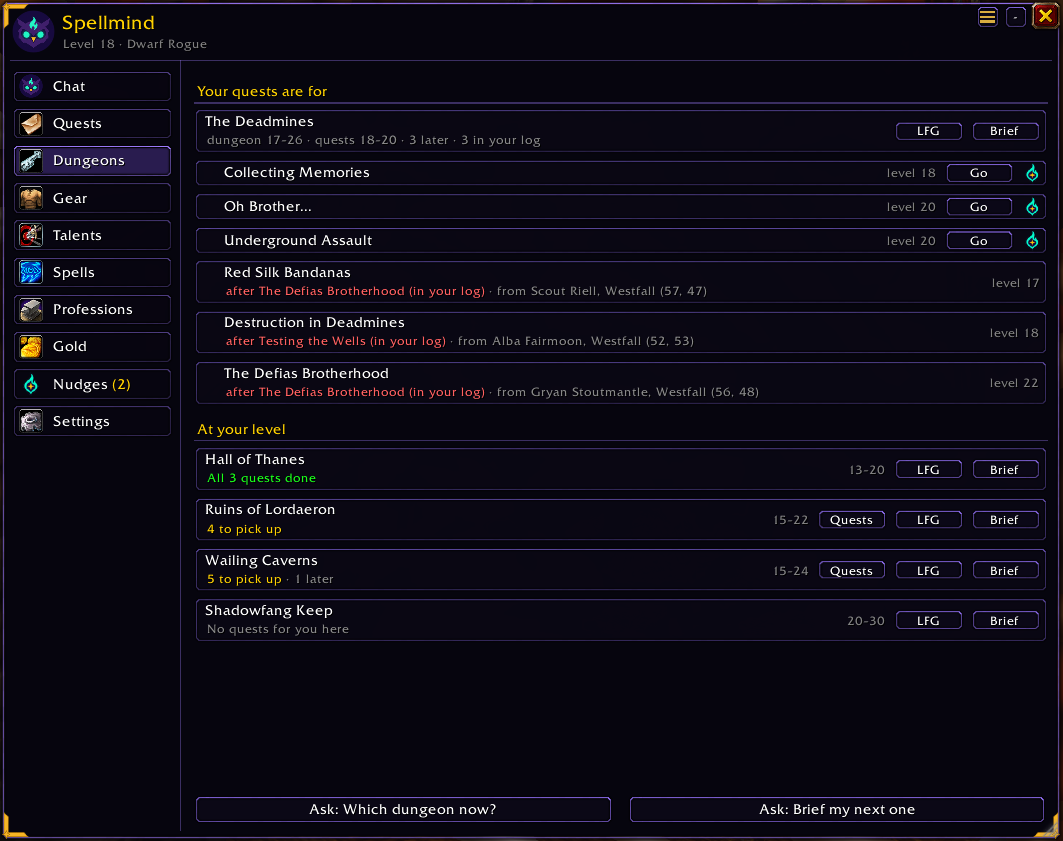 Spellmind
Level 18 · Dwarf Rogue
-
Chat
Quests
Dungeons
Gear
Talents
Spells
Professions
Gold
Nudges (2)
Settings
Your quests are for
The Deadmines
dungeon 17-26 · quests 18-20 · 3 later · 3 in your log
LFG
Brief
Collecting Memories
level 18
Go
Oh Brother...
level 20
Go
Underground Assault
level 20
Go
Red Silk Bandanas
after The Defias Brotherhood (in your log) · from Scout Riell, Westfall (57, 47)
level 17
Destruction in Deadmines
after Testing the Wells (in your log) · from Alba Fairmoon, Westfall (52, 53)
level 18
The Defias Brotherhood
after The Defias Brotherhood (in your log) · from Gryan Stoutmantle, Westfall (56, 48)
level 22
At your level
Hall of Thanes
All 3 quests done
13-20
LFG
Brief
Ruins of Lordaeron
4 to pick up
15-22
Quests
LFG
Brief
Wailing Caverns
5 to pick up · 1 later
15-24
Quests
LFG
Brief
Shadowfang Keep
No quests for you here
20-30
LFG
Brief
Ask: Which dungeon now?
Ask: Brief my next one